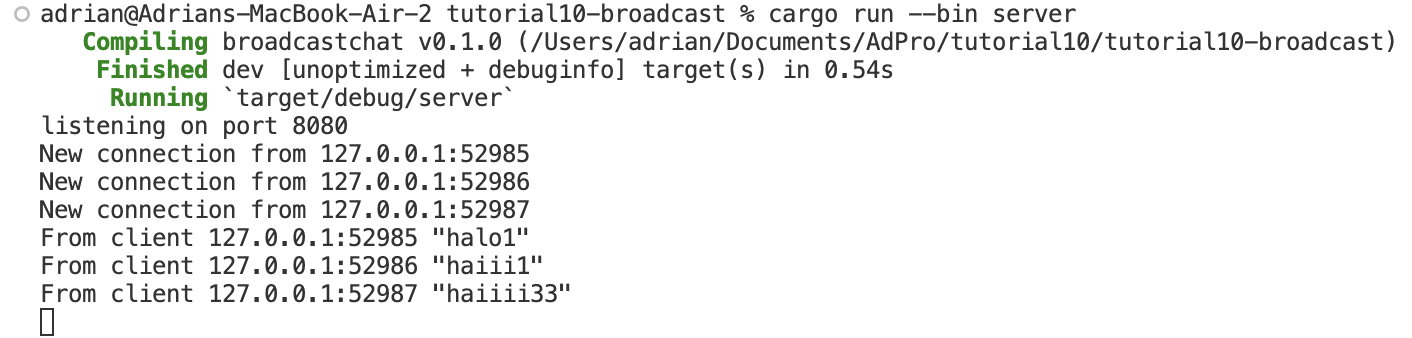 adrian@Adrians-MacBook-Air-2 tutorial10-broadcast % cargo run --bin server
Compiling broadcastchat v0.1.0 (/Users/adrian/Documents/AdPro/tutorial10/tutorial10-broadcast)
Finished dev [unoptimized + debuginfo] target(s) in 0.54s
Running `target/debug/server`
listening on port 8080
New connection from 127.0.0.1:52985
New connection from 127.0.0.1:52986
New connection from 127.0.0.1:52987
From client 127.0.0.1:52985 "halo1"
From client 127.0.0.1:52986 "haiii1"
From client 127.0.0.1:52987 "haiiii33"